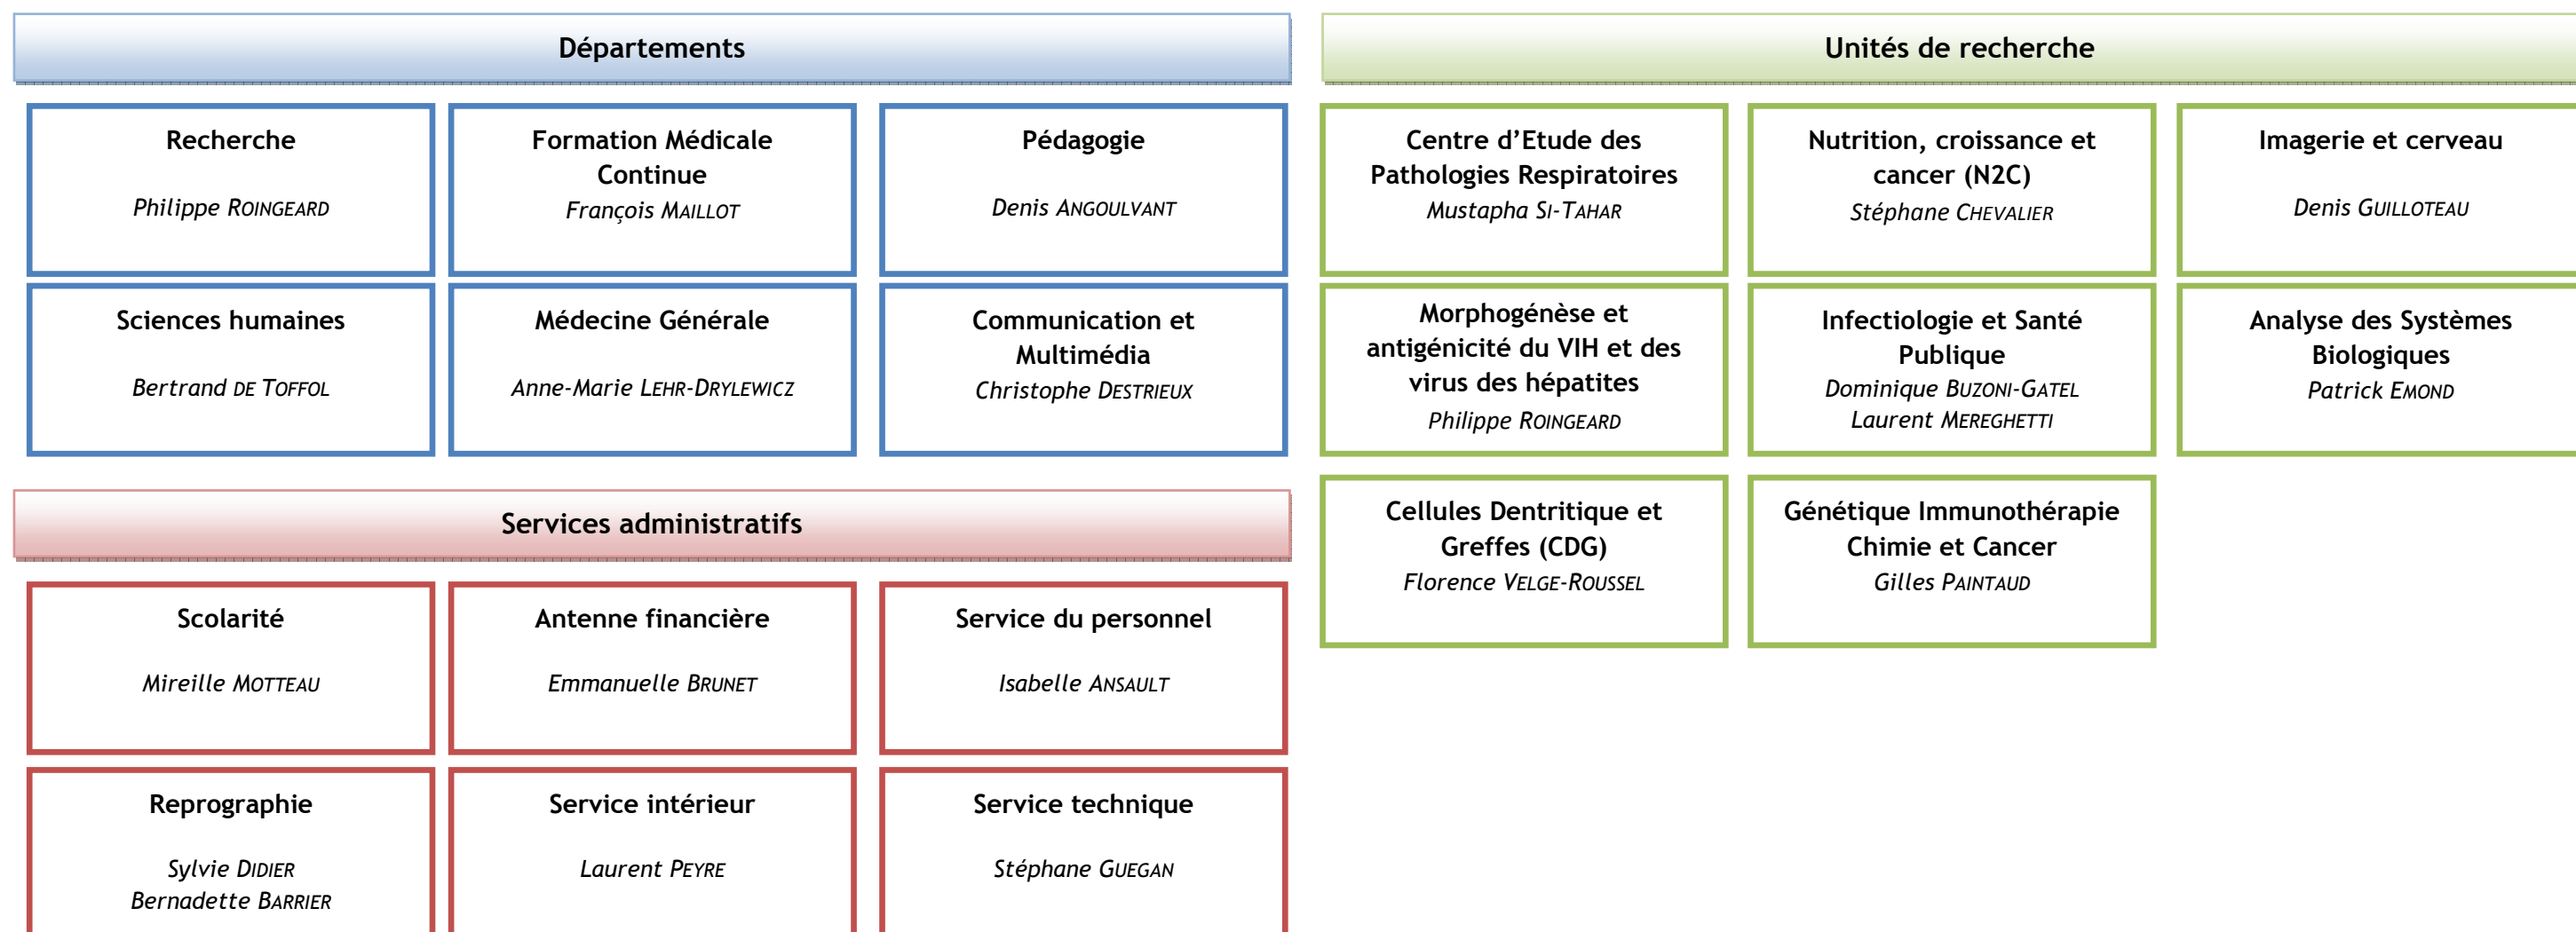 Départements
Recherche
Philippe ROINGEARD
Formation Médicale
Continue
François MAILLOT
Pédagogie
Denis ANGOULVANT
Sciences humaines
Bertrand DE TOFFOL
Médecine Générale
Anne-Marie LEHR-DRYLEWICZ
Communication et
Multimédia
Christophe DESTRIEUX
Services administratifs
Scolarité
Mireille MOTTEAU
Antenne financière
Emmanuelle BRUNET
Service du personnel
Isabelle ANSAULT
Reprographie
Sylvie DIDIER
Bernadette BARRIER
Service intérieur
Laurent PEYRE
Service technique
Stéphane GUEGAN
Unités de recherche
Centre d’Etude des
Pathologies Respiratoires
Mustapha SI-TAHAR
Nutrition, croissance et
cancer (N2C)
Stéphane CHEVALIER
Imagerie et cerveau
Denis GUILLOTEAU
Morphogénèse et
antigénicité du VIH et des
virus des hépatites
Philippe ROINGEARD
Infectiologie et Santé
Publique
Dominique BUZONI-GATEL
Laurent MEREGHETTI
Analyse des Systèmes
Biologiques
Patrick EMOND
Cellules Dentritique et
Greffes (CDG)
Florence VELGE-ROUSSEL
Génétique Immunothérapie
Chimie et Cancer
Gilles PAINTAUD